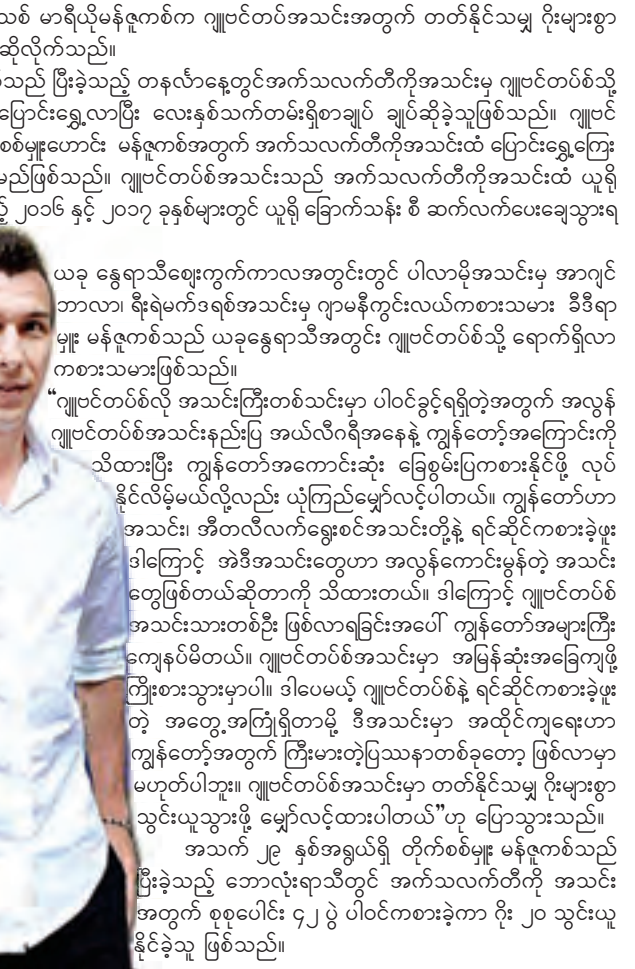 သစ် မာရီယိုမန်ဇူကစ်က ဂျူဗင်တပ်အသင်းအတွက် တတ်နိုင်သမျှ ဂိုးများစွာ
ဆိုလိုက်သည်။
သည် ပြီးခဲ့သည့် တနင်္လာနေ့တွင်အက်သလက်တီကိုအသင်းမှ ဂျူဗင်တပ်စ်သို့
ပြောင်းရွှေ့လာပြီး လေးနှစ်သက်တမ်းရှိစာချုပ် ချုပ်ဆိုခဲ့သူဖြစ်သည်။ ဂျူဗင်
စစ်မှူးဟောင်း မန်ဇူကစ်အတွက် အက်သလက်တီကိုအသင်းထံ ပြောင်းရွှေ့ကြေး
မည်ဖြစ်သည်။ ဂျူဗင်တပ်စ်အသင်းသည် အက်သလက်တီကိုအသင်းထံ ယူရို
၂၀၁၆ နှင့် ၂၀၁၇ ခုနှစ်များတွင် ယူရို ခြောက်သန်း စီ ဆက်လက်ပေးချေသွားရ
ယခု နွေရာသီဈေးကွက်ကာလအတွင်းတွင် ပါလာမိုအသင်းမှ အာဂျင်
ဘာလာ၊ ရီးရဲမက်ဒရစ်အသင်းမှ ဂျာမနီကွင်းလယ်ကစားသမား ခီဒီရာ
မှူး မန်ဇူကစ်သည် ယခုနွေရာသီအတွင်း ဂျူဗင်တပ်စ်သို့ ရောက်ရှိလာ
ကစားသမားဖြစ်သည်။
“ဂျူဗင်တပ်စ်လို အသင်းကြီးတစ်သင်းမှာ ပါဝင်ခွင့်ရရှိတဲ့အတွက် အလွန်
ဂျူဗင်တပ်စ်အသင်းနည်းပြ အယ်လီဂရီအနေနဲ့ ကျွန်တော့်အကြောင်းကို
သိထားပြီး ကျွန်တော်အကောင်းဆုံး ခြေစွမ်းပြကစားနိုင်ဖို့ လုပ်
နိုင်လိမ့်မယ်လို့လည်း ယုံကြည်မျှော်လင့်ပါတယ်။ ကျွန်တော်ဟာ
အသင်း၊ အီတလီလက်ရွေးစင်အသင်းတို့နဲ့ ရင်ဆိုင်ကစားခဲ့ဖူး
ဒါကြောင့် အဲဒီအသင်းတွေဟာ အလွန်ကောင်းမွန်တဲ့ အသင်း
တွေဖြစ်တယ်ဆိုတာကို သိထားတယ်။ ဒါကြောင့် ဂျူဗင်တပ်စ်
အသင်းသားတစ်ဦး ဖြစ်လာရခြင်းအပေါ် ကျွန်တော်အများကြီး
ကျေနပ်မိတယ်။ ဂျူဗင်တပ်စ်အသင်းမှာ အမြန်ဆုံးအခြေကျဖို့
ကြိုးစားသွားမှာပါ။ ဒါပေမယ့် ဂျူဗင်တပ်စ်နဲ့ ရင်ဆိုင်ကစားခဲ့ဖူး
တဲ့ အတွေ့အကြုံရှိတာမို့ ဒီအသင်းမှာ အထိုင်ကျရေးဟာ
ကျွန်တော့်အတွက် ကြီးမားတဲ့ပြဿနာတစ်ခုတော့ ဖြစ်လာမှာ
မဟုတ်ပါဘူး။ ဂျူဗင်တပ်စ်အသင်းမှာ တတ်နိုင်သမျှ ဂိုးများစွာ
သွင်းယူသွားဖို့ မျှော်လင့်ထားပါတယ်”ဟု ပြောသွားသည်။
အသက် ၂၉ နှစ်အရွယ်ရှိ တိုက်စစ်မှူး မန်ဇူကစ်သည်
ပြီးခဲ့သည့် ဘောလုံးရာသီတွင် အက်သလက်တီကို အသင်း
အတွက် စုစုပေါင်း ၄၂ ပွဲ ပါဝင်ကစားခဲ့ကာ ဂိုး ၂၀ သွင်းယူ
နိုင်ခဲ့သူ ဖြစ်သည်။